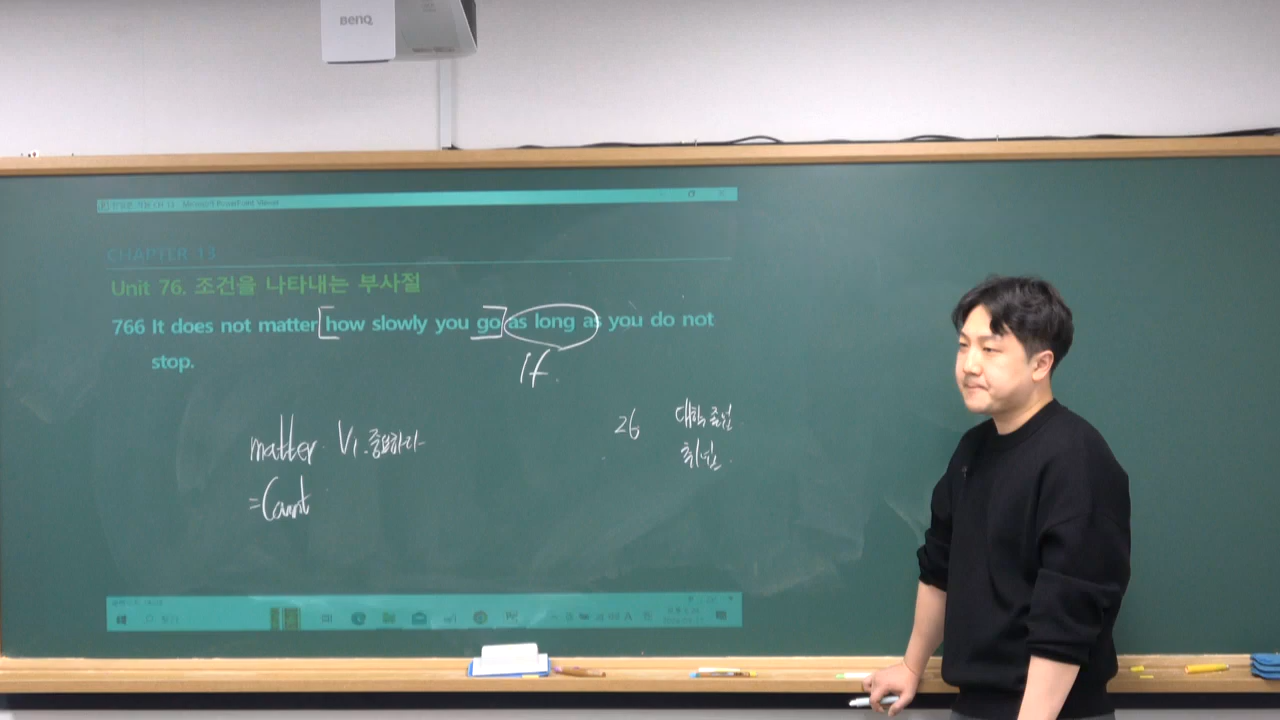 BenQ
CHAPTER 13
Unit 76. 조건을 나타내는 부사절
766 It does not matter how slowly you go as long as you do not
stop.
If.
matter. V1. 중요하다
=Count
26 대학 졸업.
취업.